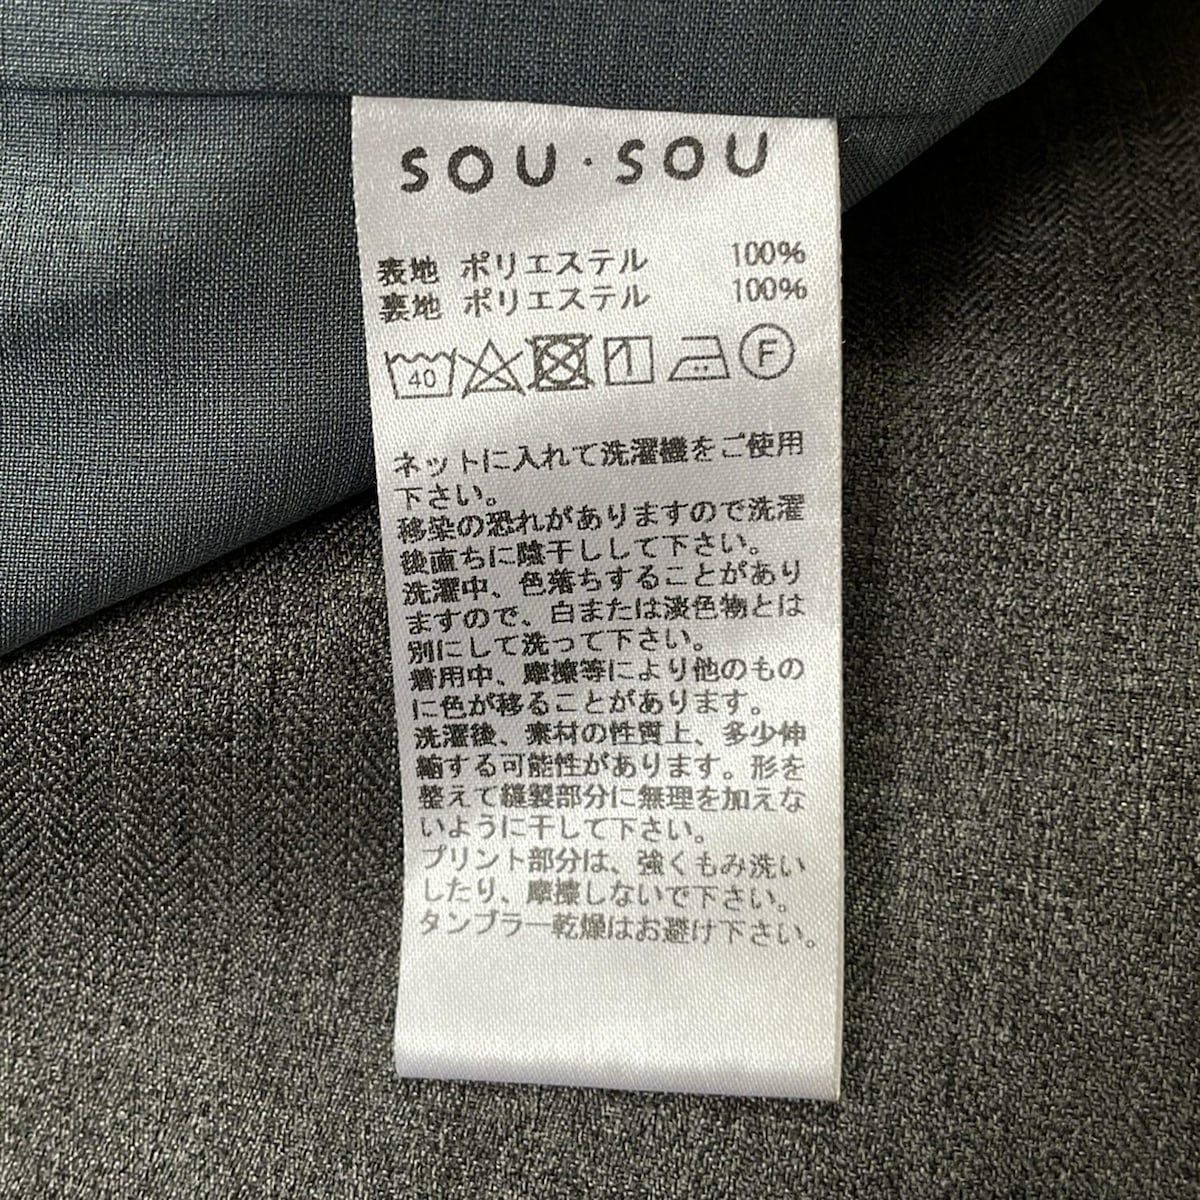 SOU・SOU
表地 ポリエステル 100%
裏地 ポリエステル 100%
40 F
ネットに入れて洗濯機をご使用
下さい。
移染の恐れがありますので洗濯
後直ちに陰干しして下さい。
洗濯中、色落ちすることがあり
ますので、白または淡色物とは
別にして洗って下さい。
着用中、摩擦等により他のもの
に色が移ることがあります。
洗濯後、素材の性質上、多少伸
縮する可能性があります。形を
整えて縫製部分に無理を加えな
いように干して下さい。
プリント部分は、強くもみ洗い
したり、摩擦しないで下さい。
タンブラー乾燥はお避け下さい。